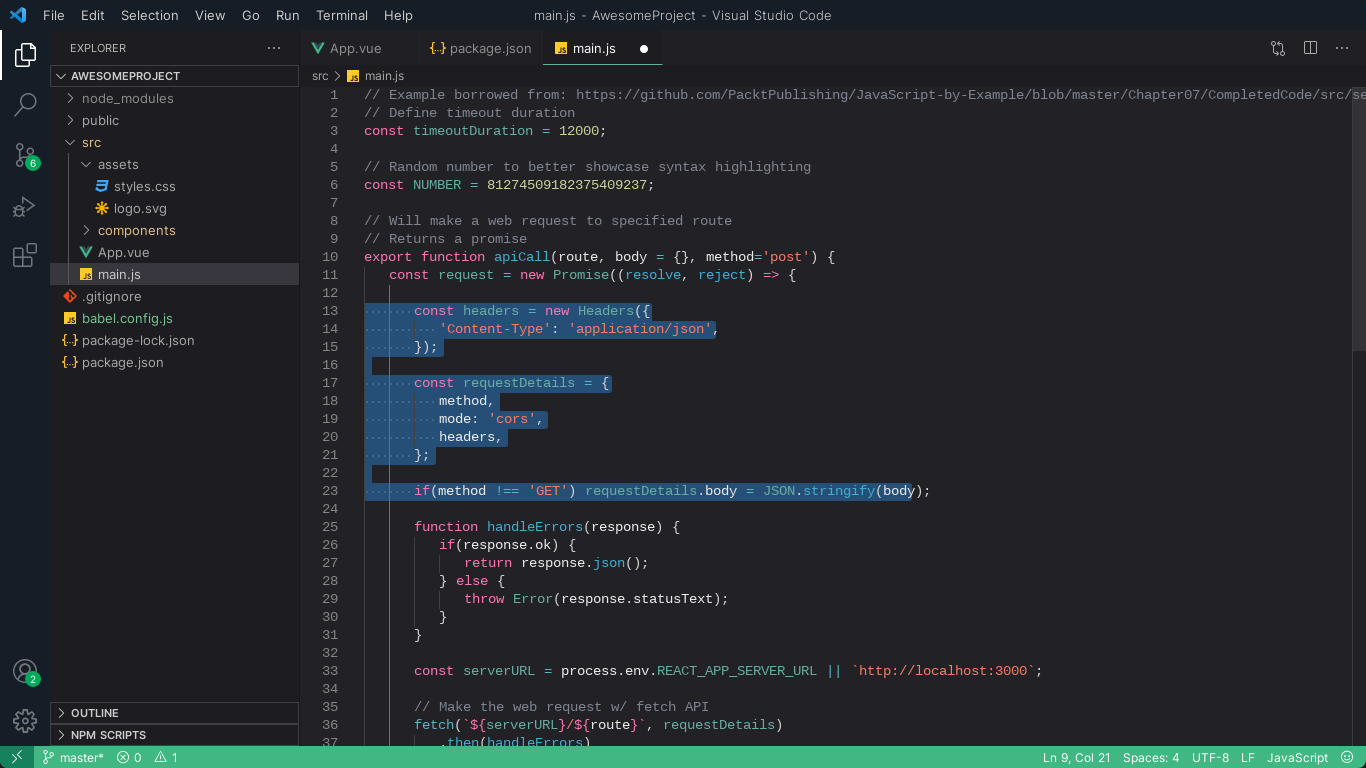 File Edit Selection View Go Run Terminal Help
main.js - AwesomeProject - Visual Studio Code
EXPLORER
AWESOMEPROJECT
node_modules
public
src
assets
styles.css
logo.svg
components
App.vue
main.js
.gitignore
babel.config.js
package-lock.json
package.json
OUTLINE
NPM SCRIPTS
6
2
App.vue package.json main.js
src main.js
1 // Example borrowed from: https://github.com/PacktPublishing/JavaScript-by-Example/blob/master/Chapter07/CompletedCode/src/se
2 // Define timeout duration
3 const timeoutDuration = 12000;
4
5 // Random number to better showcase syntax highlighting
6 const NUMBER = 81274509182375409237;
7
8 // Will make a web request to specified route
9 // Returns a promise
10 export function apiCall(route, body = {}, method='post') {
11 const request = new Promise((resolve, reject) => {
12
13 const headers = new Headers({
14 'Content-Type': 'application/json',
15 });
16
17 const requestDetails = {
18 method,
19 mode: 'cors',
20 headers,
21 };
22
23 if(method !== 'GET') requestDetails.body = JSON.stringify(body);
24
25 function handleErrors(response) {
26 if(response.ok) {
27 return response.json();
28 } else {
29 throw Error(response.statusText);
30 }
31 }
32
33 const serverURL = process.env.REACT_APP_SERVER_URL || `http://localhost:3000`;
34
35 // Make the web request w/ fetch API
36 fetch(`${serverURL}/${route}`, requestDetails)
37 .then(handleErrors)
master* 0 1 Ln 9, Col 21 Spaces: 4 UTF-8 LF JavaScript